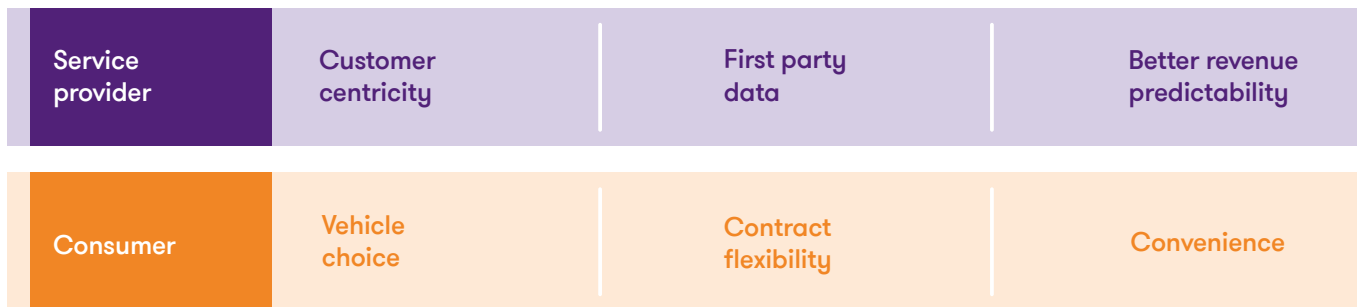 Service
provider
Customer
centricity
First party
data
Better revenue
predictability
Consumer
Vehicle
choice
Contract
flexibility
Convenience